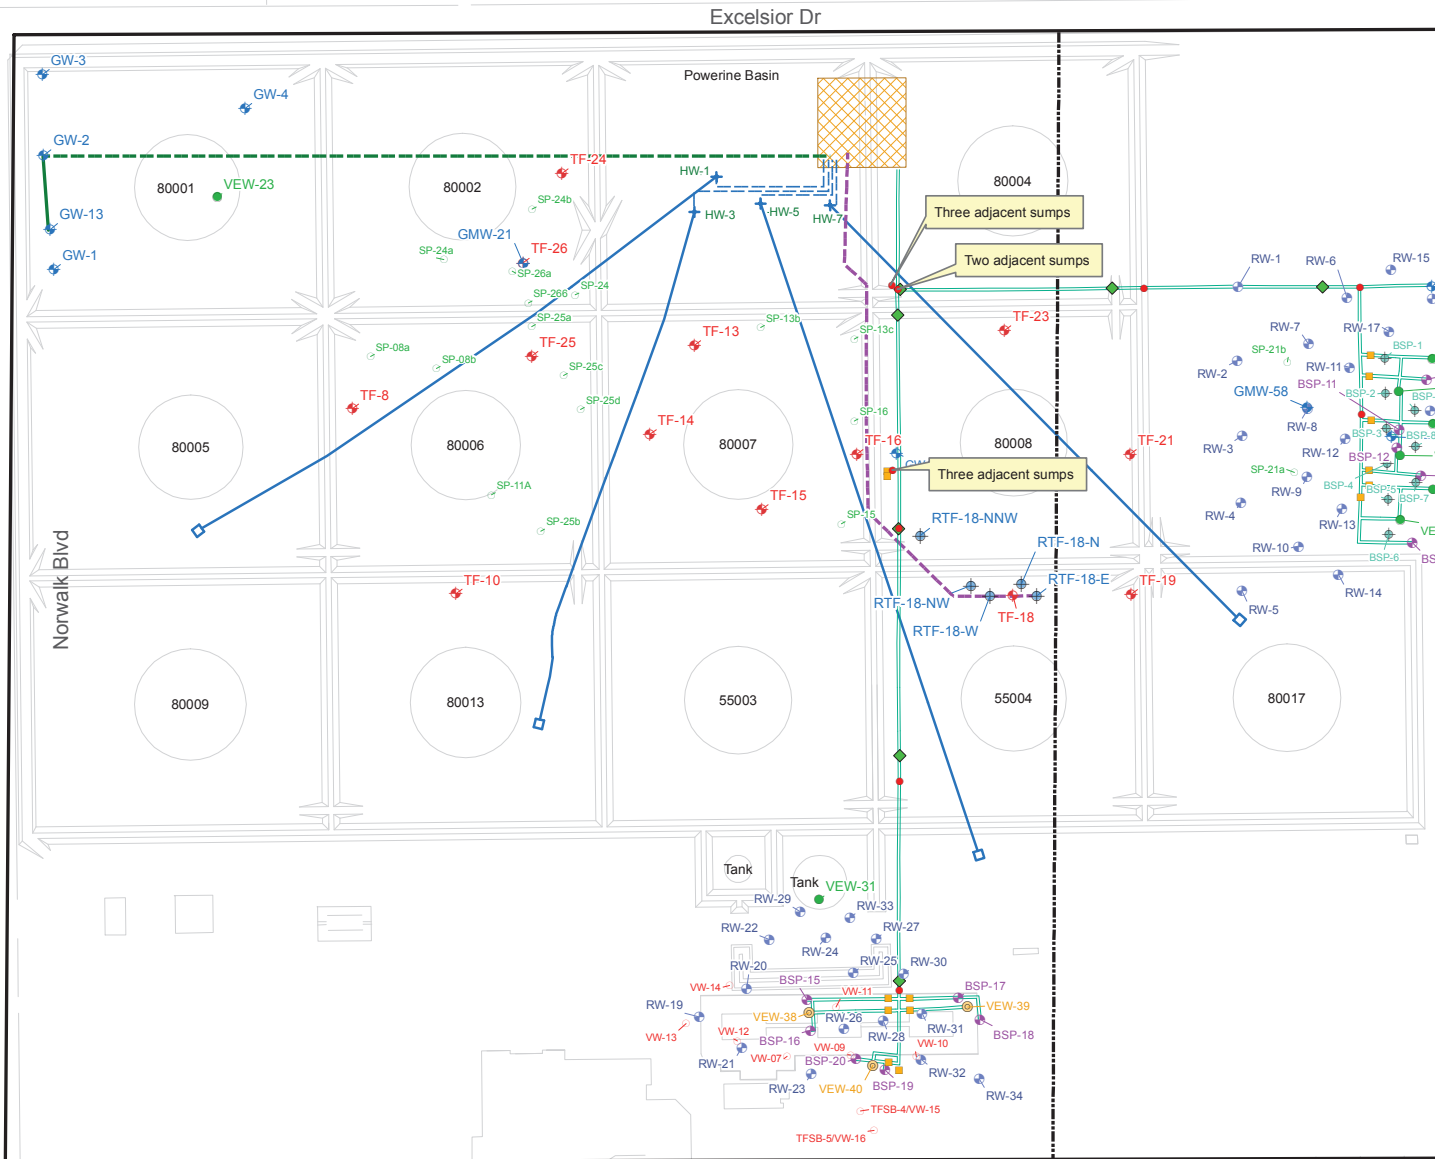 Excelsior Dr
GW-3
Powerine Basin
GW-4
GW-2
TF-24
HW-1
80001
VEW-23
80002
80004
SP-24b
GW-13
HW-3
HW-5
HW-7
Three adjacent sumps
GMW-21
TF-26
SP-24a
GW-1
Two adjacent sumps
SP-26a
RW-1
RW-6
RW-15
SP-266
SP-24
SP-25a
SP-13b
SP-13c
TF-13
TF-23
RW-7
RW-17
SP-08a
TF-25
SP-08b
SP-25c
RW-2
SP-21b
RW-11
BSP-1
BSP-11
TF-8
SP-25d
GMW-58
BSP-2
SP-16
TF-14
RW-8
80005
80006
80007
TF-16
80008
TF-21
RW-3
RW-12
BSP-3
BSP-8
BSP-12
Three adjacent sumps
SP-21a
RW-9
BSP-4
BSP-5
BSP-7
SP-11A
TF-15
RW-4
RW-13
SP-25b
SP-15
RTF-18-NNW
RTF-18-N
RW-10
BSP-6
Norwalk Blvd
TF-10
RTF-18-NW
RTF-18-E
TF-19
RW-14
RW-5
TF-18
RTF-18-W
80009
80013
55003
55004
80017
Tank
Tank
VEW-31
RW-29
RW-33
RW-22
RW-24
RW-27
RW-20
RW-25
RW-30
VW-14
BSP-15
VW-11
BSP-17
RW-19
VEW-38
RW-26
VEW-39
VW-13
VW-12
BSP-16
RW-28
RW-31
BSP-18
RW-21
VW-07
VW-09
BSP-20
VW-10
RW-23
VEW-40
BSP-19
RW-32
RW-34
TFSB-4/VW-15
TFSB-5/VW-16